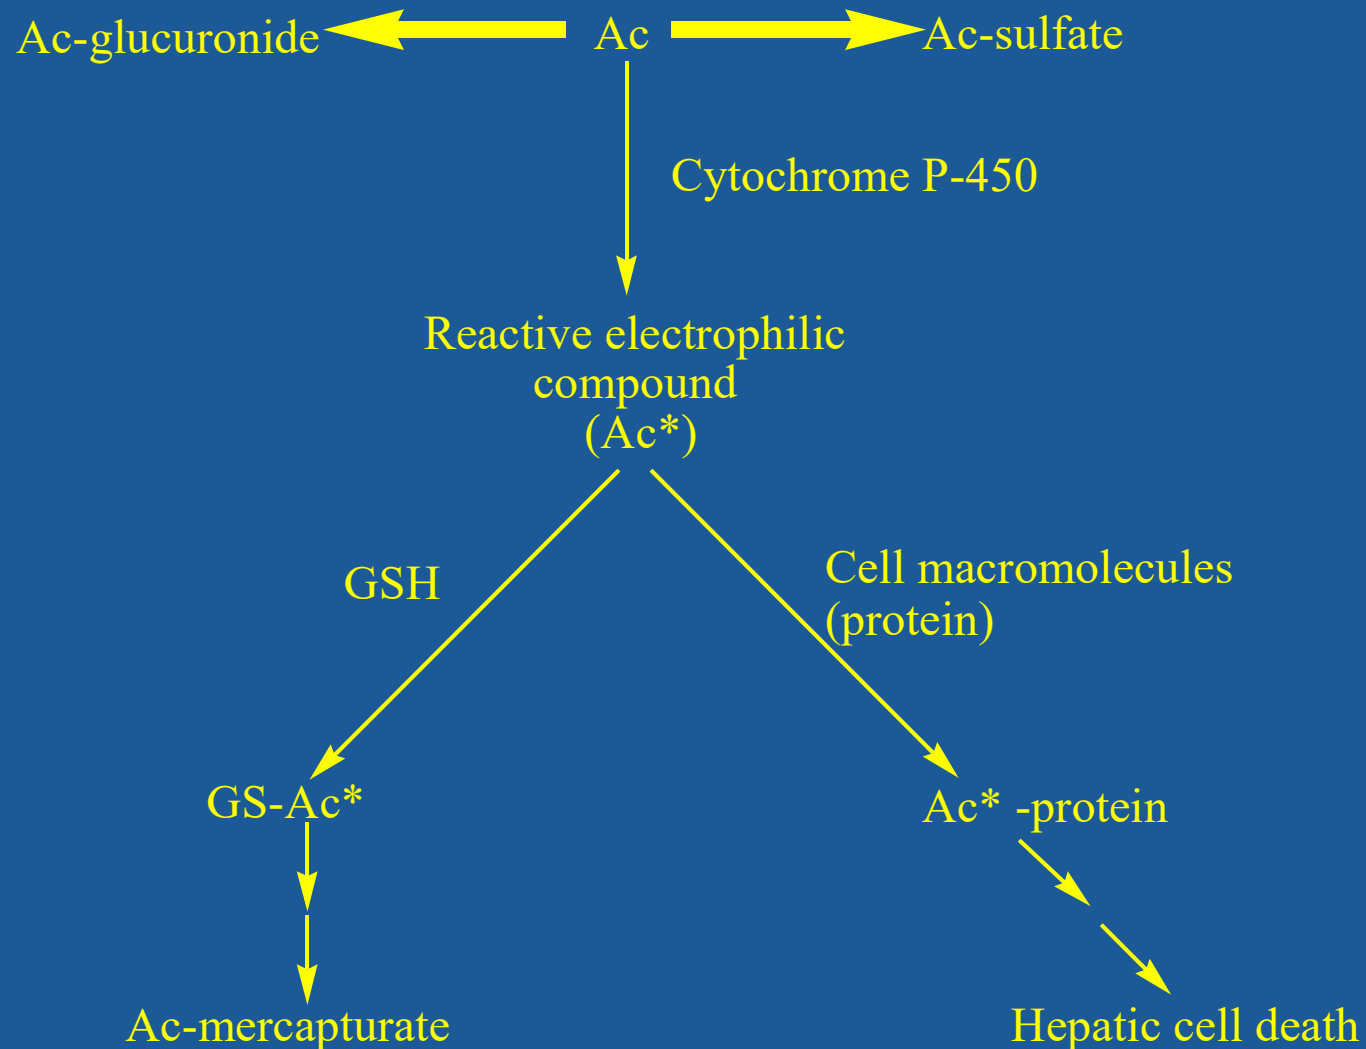 Ac-glucuronide
Ac
Ac-sulfate
Cytochrome P-450
Reactive electrophilic
compound
(Ac*)
GSH
Cell macromolecules
(protein)
GS-Ac*
Ac* -protein
Ac-mercapturate
Hepatic cell death